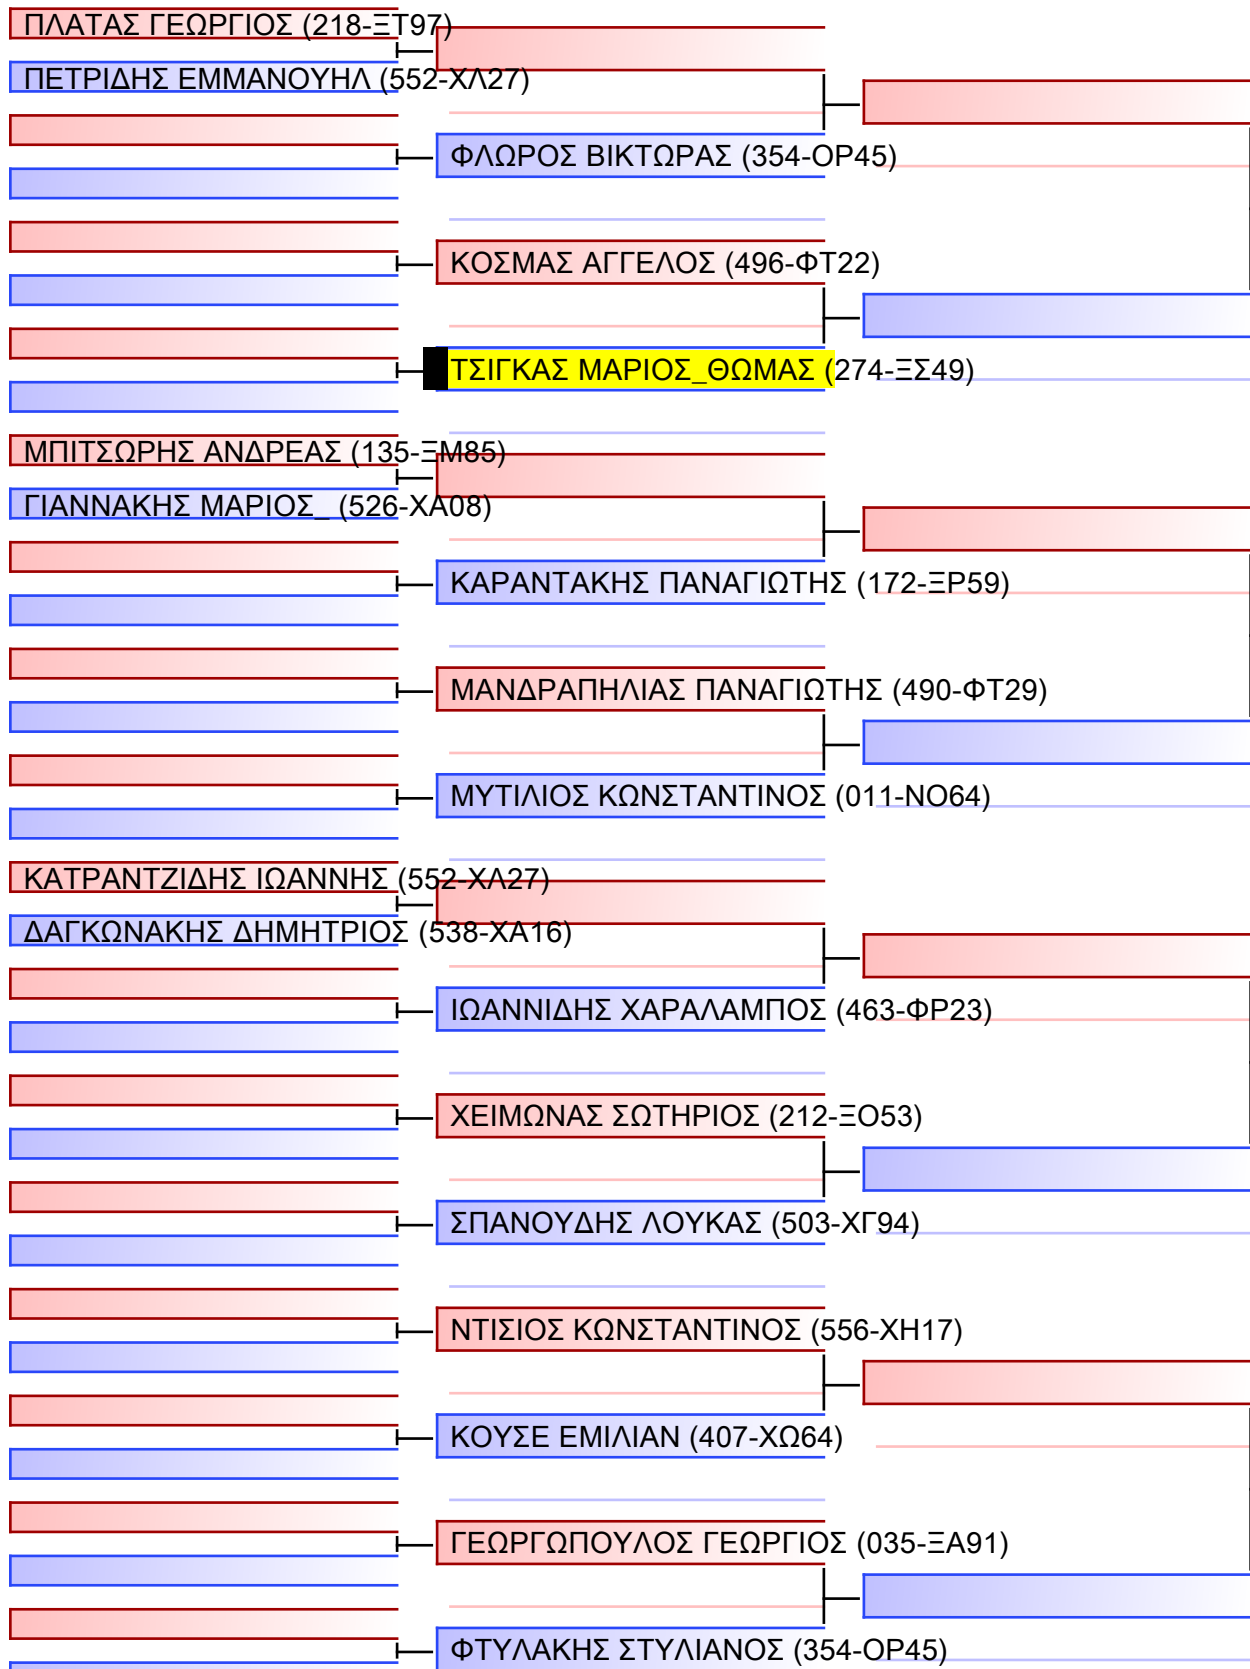 ΠΛΑΤΑΣ ΓΕΩΡΓΙΟΣ (218-ΞΤ97)
ΠΕΤΡΙΔΗΣ ΕΜΜΑΝΟΥΗΛ (552-ΧΛ27)
ΦΛΩΡΟΣ ΒΙΚΤΩΡΑΣ (354-ΟΡ45)
ΚΟΣΜΑΣ ΑΓΓΕΛΟΣ (496-ΦΤ22)
ΤΣΙΓΚΑΣ ΜΑΡΙΟΣ_ΘΩΜΑΣ (274-ΞΣ49)
ΜΠΙΤΣΩΡΗΣ ΑΝΔΡΕΑΣ (135-ΞΜ85)
ΓΙΑΝΝΑΚΗΣ ΜΑΡΙΟΣ_ (526-ΧΑ08)
ΚΑΡΑΝΤΑΚΗΣ ΠΑΝΑΓΙΩΤΗΣ (172-ΞΡ59)
ΜΑΝΔΡΑΠΗΛΙΑΣ ΠΑΝΑΓΙΩΤΗΣ (490-ΦΤ29)
ΜΥΤΙΛΙΟΣ ΚΩΝΣΤΑΝΤΙΝΟΣ (011-ΝΟ64)
ΚΑΤΡΑΝΤΖΙΔΗΣ ΙΩΑΝΝΗΣ (552-ΧΛ27)
ΔΑΓΚΩΝΑΚΗΣ ΔΗΜΗΤΡΙΟΣ (538-ΧΑ16)
ΙΩΑΝΝΙΔΗΣ ΧΑΡΑΛΑΜΠΟΣ (463-ΦΡ23)
ΧΕΙΜΩΝΑΣ ΣΩΤΗΡΙΟΣ (212-ΞΟ53)
ΣΠΑΝΟΥΔΗΣ ΛΟΥΚΑΣ (503-ΧΓ94)
ΝΤΙΣΙΟΣ ΚΩΝΣΤΑΝΤΙΝΟΣ (556-ΧΗ17)
ΚΟΥΣΕ ΕΜΙΛΙΑΝ (407-ΧΩ64)
ΓΕΩΡΓΩΠΟΥΛΟΣ ΓΕΩΡΓΙΟΣ (035-ΞΑ91)
ΦΤΥΛΑΚΗΣ ΣΤΥΛΙΑΝΟΣ (354-ΟΡ45)